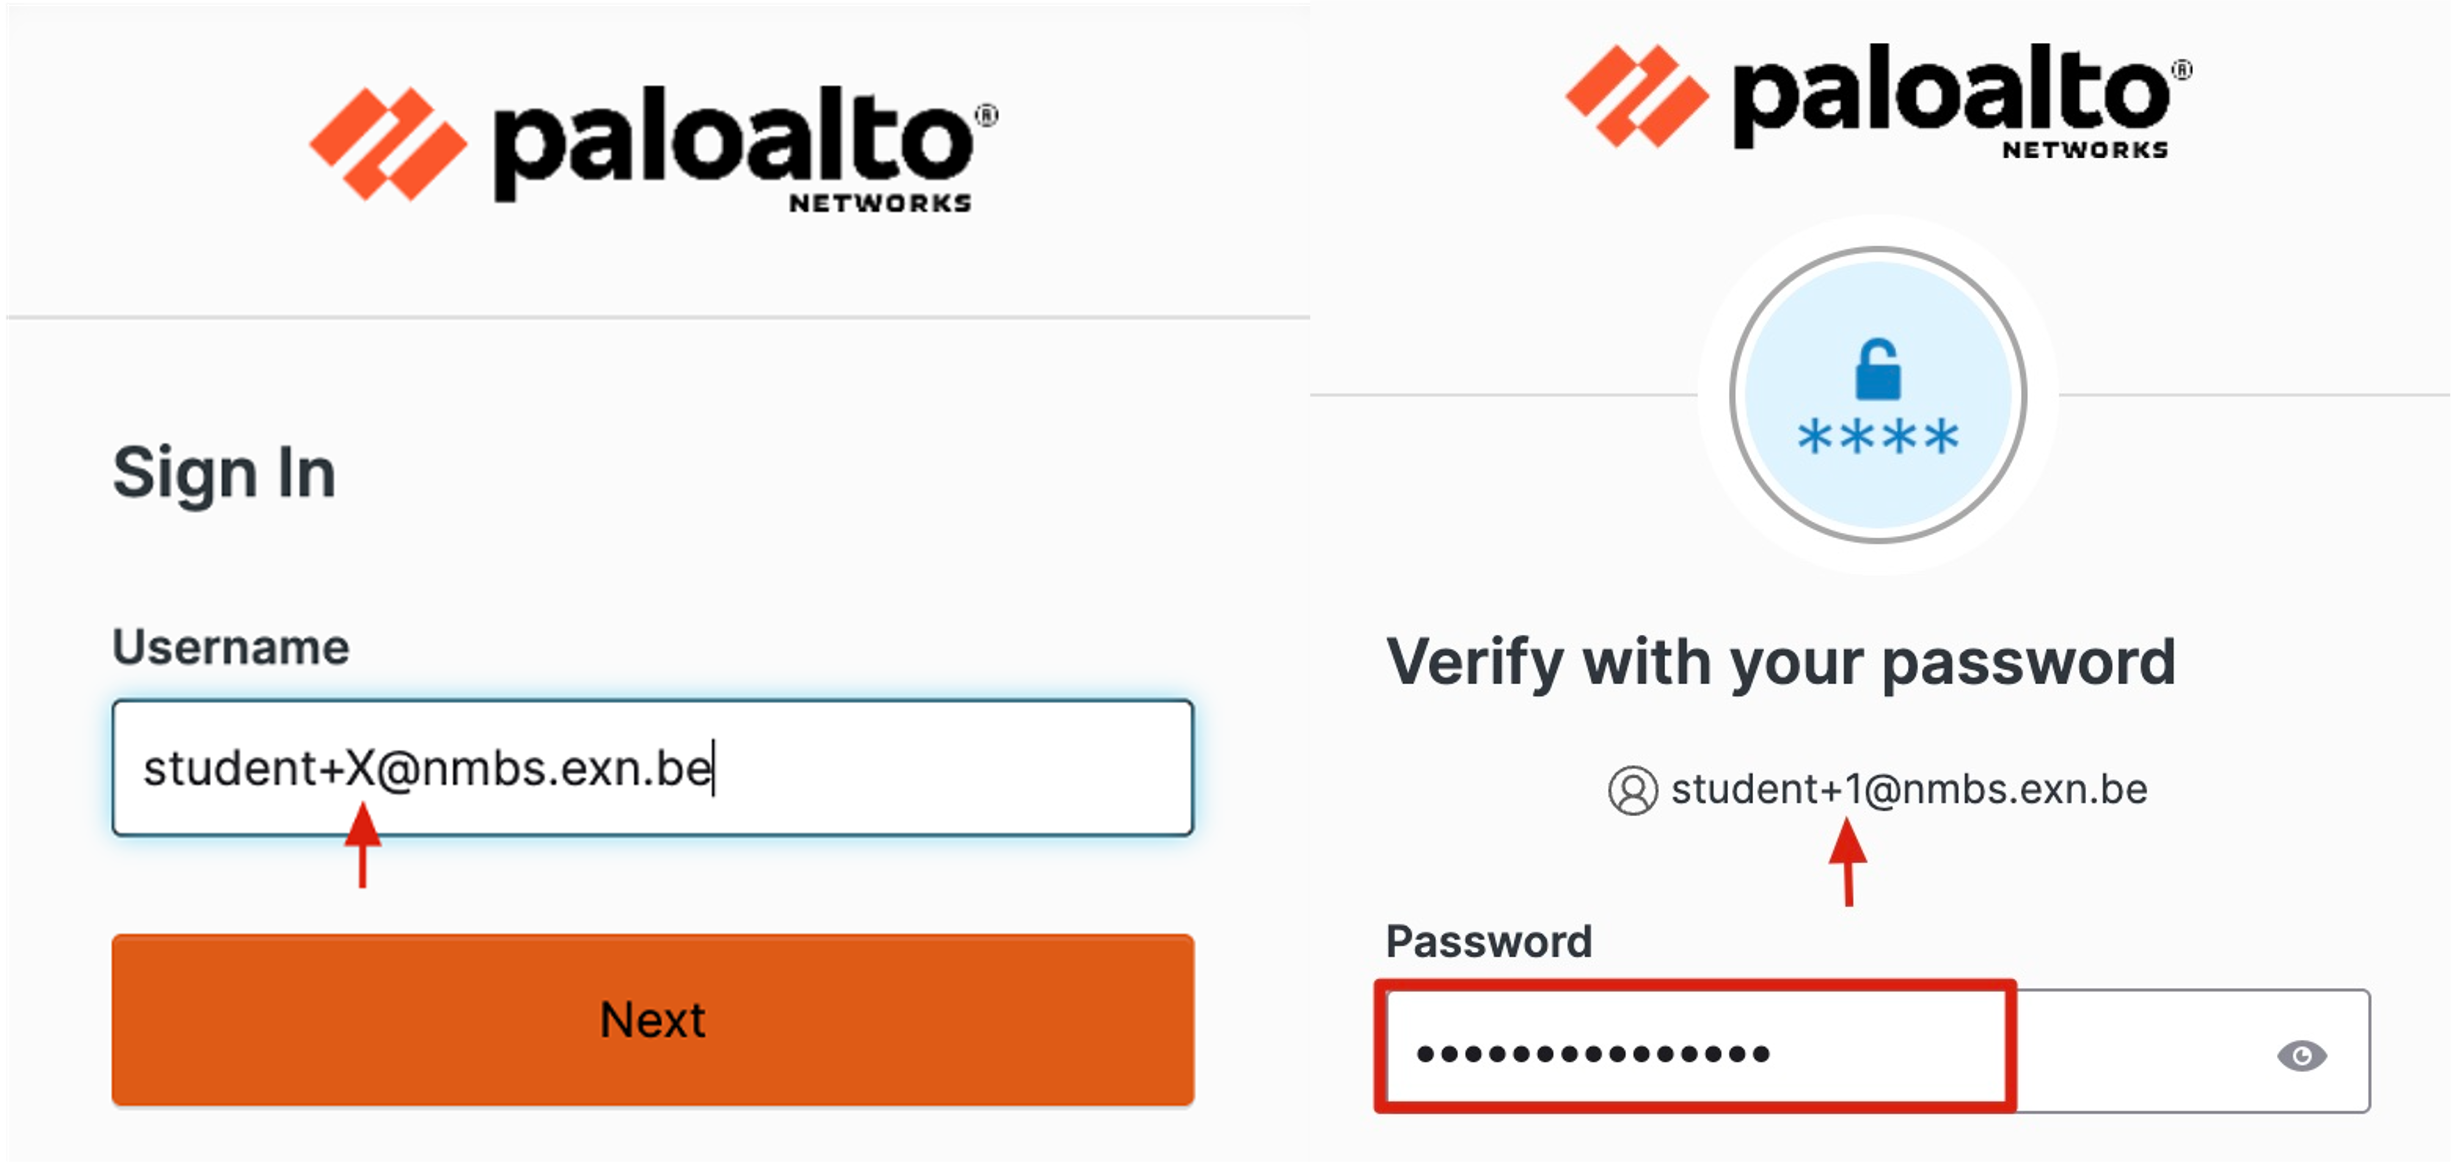 paloalto®
NETWORKS
Sign In
Username
student+X@nmbs.exn.be
Next
paloalto®
NETWORKS
****
Verify with your password
student+1@nmbs.exn.be
Password
•••••••••••••••